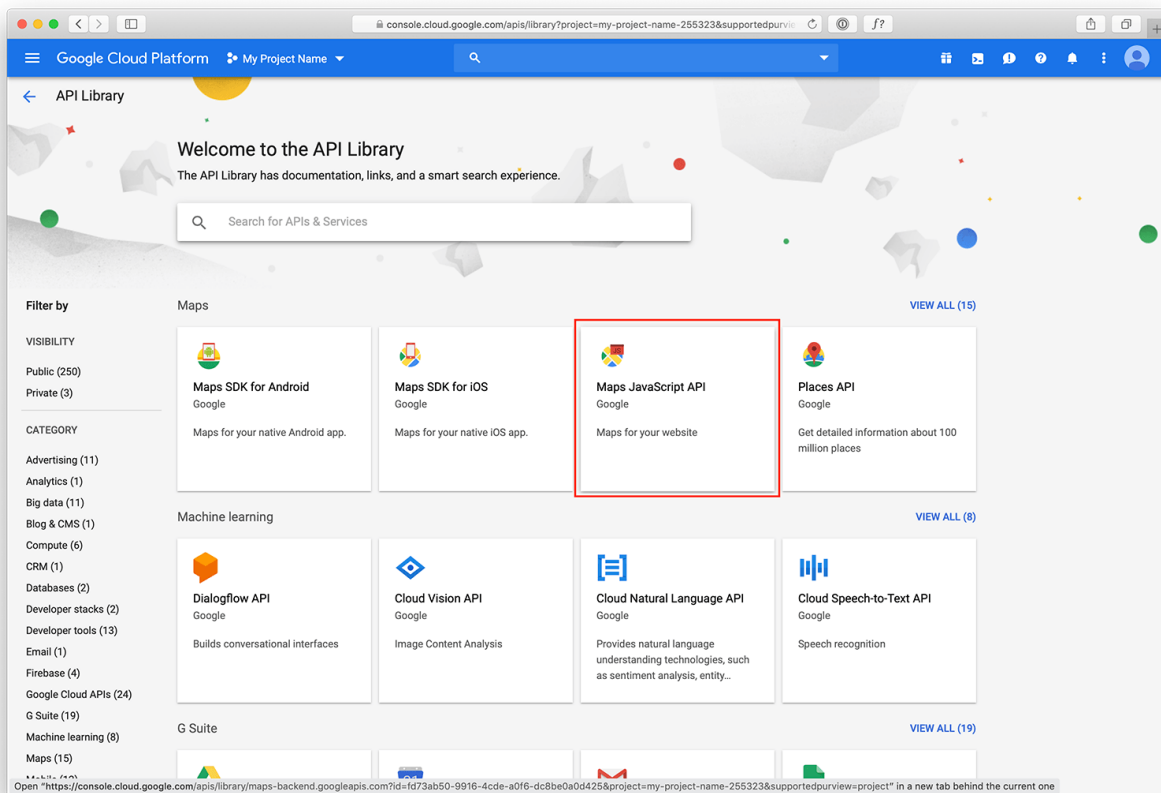 console.cloud.google.com/apis/library?project=my-project-name-255323&supportedpurvie
f?
Google Cloud Platform
My Project Name
API Library
Welcome to the API Library
The API Library has documentation, links, and a smart search experience.
Search for APIs & Services
Filter by
VISIBILITY
Public (250)
Private (3)
CATEGORY
Advertising (11)
Analytics (1)
Big data (11)
Blog & CMS (1)
Compute (6)
CRM (1)
Databases (2)
Developer stacks (2)
Developer tools (13)
Email (1)
Firebase (4)
Google Cloud APIs (24)
G Suite (19)
Machine learning (8)
Maps (15)
Maps
VIEW ALL (15)
Maps SDK for Android
Google
Maps for your native Android app.
Maps SDK for iOS
Google
Maps for your native iOS app.
Maps JavaScript API
Google
Maps for your website
Places API
Google
Get detailed information about 100
million places
Machine learning
VIEW ALL (8)
Dialogflow API
Google
Builds conversational interfaces
Cloud Vision API
Google
Image Content Analysis
Cloud Natural Language API
Google
Provides natural language
understanding technologies, such
as sentiment analysis, entity...
Cloud Speech-to-Text API
Google
Speech recognition
G Suite
VIEW ALL (19)
Open "https://console.cloud.google.com/apis/library/maps-backend.googleapis.com?id=fd73ab50-9916-4cde-a0f6-dc8be0a0d425&project=my-project-name-255323&supportedpurview=project" in a new tab behind the current one